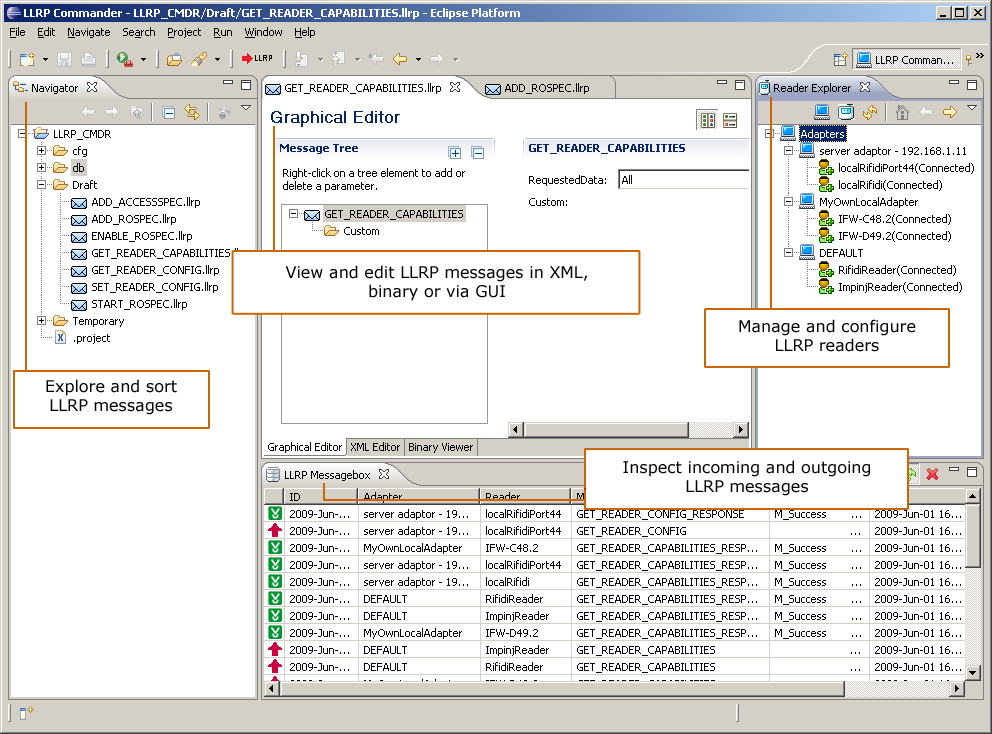 LLRP Commander - LLRP_CMDR/Draft/GET_READER_CAPABILITIES.llrp - Eclipse Platform
File Edit Navigate Search Project Run Window Help
LLRP
LLRP Comman...
Navigator
LLRP_CMDR
cfg
db
Draft
ADD_ACCESSSPEC.llrp
ADD_ROSPEC.llrp
ENABLE_ROSPEC.llrp
GET_READER_CAPABILITIES.
GET_READER_CONFIG.llrp
SET_READER_CONFIG.llrp
START_ROSPEC.llrp
Temporary
.project
Explore and sort
LLRP messages
GET_READER_CAPABILITIES.llrp ADD_ROSPEC.llrp
Graphical Editor
Message Tree
Right-click on a tree element to add or
delete a parameter.
GET_READER_CAPABILITIES
Custom
GET_READER_CAPABILITIES
RequestedData: All
Custom:
View and edit LLRP messages in XML,
binary or via GUI
Graphical Editor XML Editor Binary Viewer
Reader Explorer
Adapters
server adaptor - 192.168.1.11
localRifidiPort44(Connected)
localRifidi(Connected)
MyOwnLocalAdapter
IFW-C48.2(Connected)
IFW-D49.2(Connected)
DEFAULT
RifidiReader(Connected)
ImpinjReader(Connected)
Manage and configure
LLRP readers
LLRP Messagebox
Inspect incoming and outgoing
LLRP messages
ID Adapter Reader
2009-Jun-... server adaptor - 19... localRifidiPort44 GET_READER_CONFIG_RESPONSE M_Success ... 2009-Jun-01 16...
2009-Jun-... server adaptor - 19... localRifidiPort44 GET_READER_CONFIG ... 2009-Jun-01 16...
2009-Jun-... MyOwnLocalAdapter IFW-C48.2 GET_READER_CAPABILITIES_RESP... M_Success ... 2009-Jun-01 16...
2009-Jun-... server adaptor - 19... localRifidiPort44 GET_READER_CAPABILITIES_RESP... M_Success ... 2009-Jun-01 16...
2009-Jun-... server adaptor - 19... localRifidi GET_READER_CAPABILITIES_RESP... M_Success ... 2009-Jun-01 16...
2009-Jun-... DEFAULT RifidiReader GET_READER_CAPABILITIES_RESP... M_Success ... 2009-Jun-01 16...
2009-Jun-... DEFAULT ImpinjReader GET_READER_CAPABILITIES_RESP... M_Success ... 2009-Jun-01 16...
2009-Jun-... MyOwnLocalAdapter IFW-D49.2 GET_READER_CAPABILITIES_RESP... M_Success ... 2009-Jun-01 16...
2009-Jun-... DEFAULT ImpinjReader GET_READER_CAPABILITIES ... 2009-Jun-01 16...
2009-Jun-... DEFAULT RifidiReader GET_READER_CAPABILITIES ... 2009-Jun-01 16...